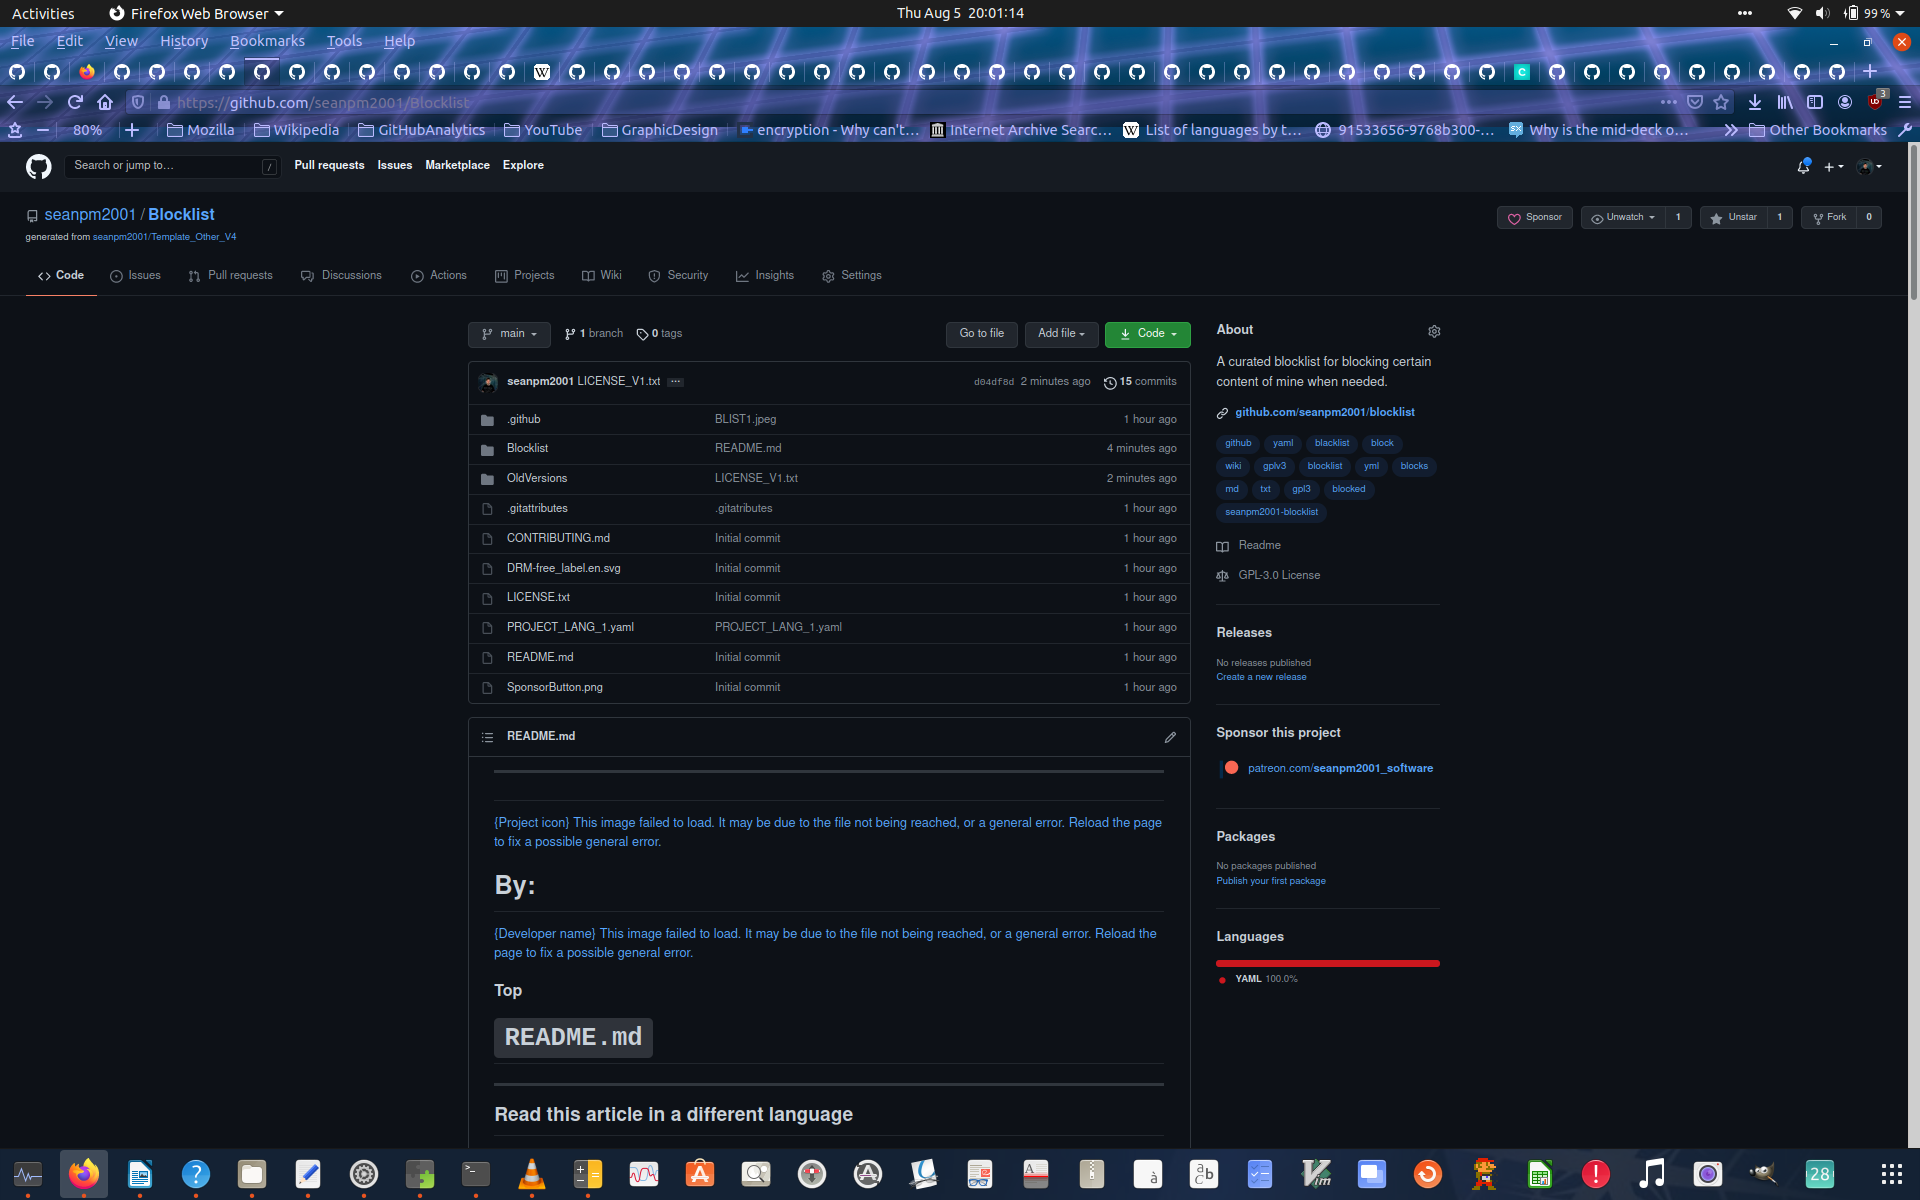 Activities Firefox Web Browser Thu Aug 5 20:01:14 99 %
File Edit View History Bookmarks Tools Help
https://github.com/seanpm2001/Blocklist 3
80% Mozilla Wikipedia GitHubAnalytics YouTube GraphicDesign encryption - Why can't… Internet Archive Searc… List of languages by t… 91533656-9768b300-… Why is the mid-deck o… Other Bookmarks
Search or jump to… / Pull requests Issues Marketplace Explore
seanpm2001 / Blocklist Sponsor Unwatch 1 Unstar 1 Fork 0
generated from seanpm2001/Template_Other_V4
Code Issues Pull requests Discussions Actions Projects Wiki Security Insights Settings
main 1 branch 0 tags Go to file Add file Code
seanpm2001 LICENSE_V1.txt d04df8d 2 minutes ago 15 commits
.github BLIST1.jpeg 1 hour ago
Blocklist README.md 4 minutes ago
OldVersions LICENSE_V1.txt 2 minutes ago
.gitattributes .gitatributes 1 hour ago
CONTRIBUTING.md Initial commit 1 hour ago
DRM-free_label.en.svg Initial commit 1 hour ago
LICENSE.txt Initial commit 1 hour ago
PROJECT_LANG_1.yaml PROJECT_LANG_1.yaml 1 hour ago
README.md Initial commit 1 hour ago
SponsorButton.png Initial commit 1 hour ago
README.md
{Project icon} This image failed to load. It may be due to the file not being reached, or a general error. Reload the page
to fix a possible general error.
By:
{Developer name} This image failed to load. It may be due to the file not being reached, or a general error. Reload the
page to fix a possible general error.
Top
README.md
Read this article in a different language
About
A curated blocklist for blocking certain
content of mine when needed.
github.com/seanpm2001/blocklist
github yaml blacklist block
wiki gplv3 blocklist yml blocks
md txt gpl3 blocked
seanpm2001-blocklist
Readme
GPL-3.0 License
Releases
No releases published
Create a new release
Sponsor this project
patreon.com/seanpm2001_software
Packages
No packages published
Publish your first package
Languages
YAML 100.0%
28